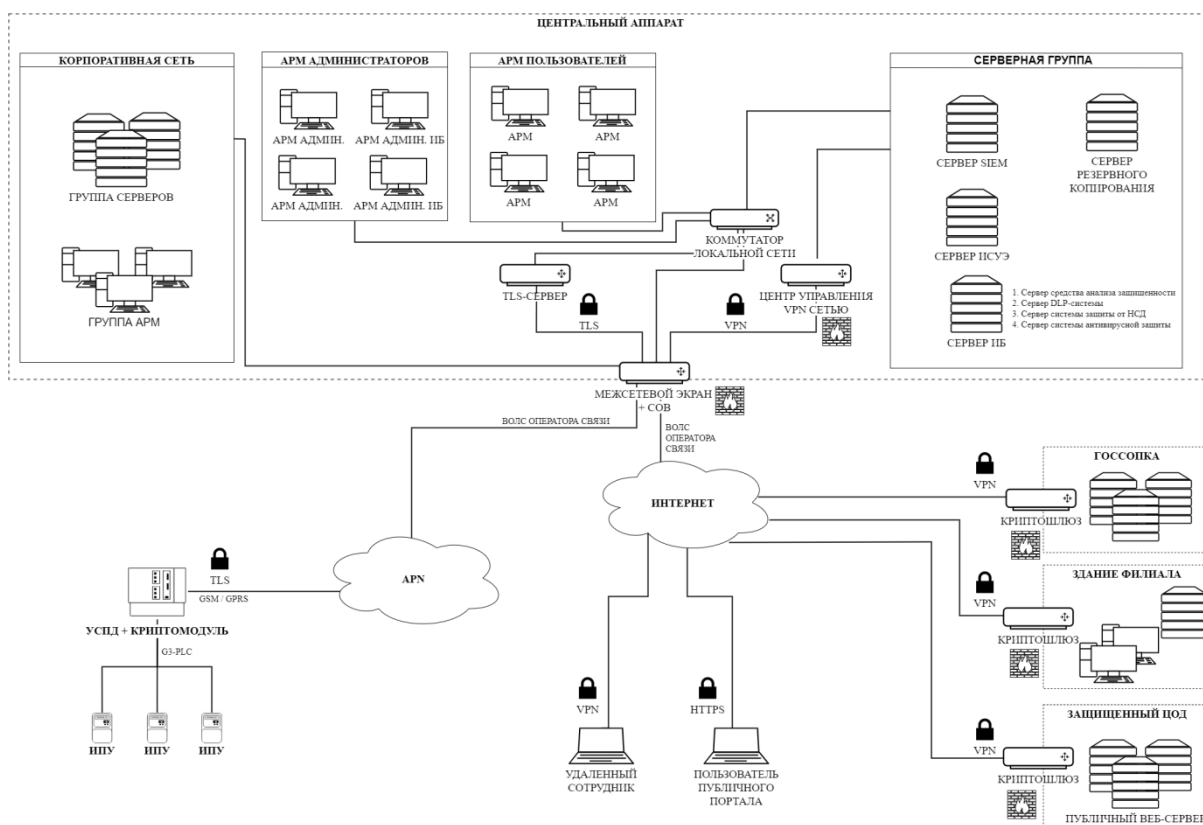 ЦЕНТРАЛЬНЫЙ АППАРАТ
КОРПОРАТИВНАЯ СЕТЬ
ГРУППА СЕРВЕРОВ
ГРУППА АРМ
АРМ АДМИНИСТРАТОРОВ
АРМ АДМИН.
АРМ АДМИН. ИБ
АРМ АДМИН.
АРМ АДМИН. ИБ
АРМ ПОЛЬЗОВАТЕЛЕЙ
АРМ
АРМ
АРМ
АРМ
СЕРВЕРНАЯ ГРУППА
СЕРВЕР SIEM
СЕРВЕР
РЕЗЕРВНОГО
КОПИРОВАНИЯ
СЕРВЕР ИСУЭ
СЕРВЕР ИБ
1. Сервер средства анализа защищенности
2. Сервер DLP-системы
3. Сервер системы защиты от НСД
4. Сервер системы антивирусной защиты
КОММУТАТОР
ЛОКАЛЬНОЙ СЕТИ
TLS-СЕРВЕР
TLS
VPN
ЦЕНТР УПРАВЛЕНИЯ
VPN СЕТЬЮ
МЕЖСЕТЕВОЙ ЭКРАН
+ СОВ
ВОЛС ОПЕРАТОРА СВЯЗИ
ВОЛС
ОПЕРАТОРА
СВЯЗИ
ИНТЕРНЕТ
APN
TLS
GSM / GPRS
УСПД + КРИПТОМОДУЛЬ
G3-PLC
ИПУ
ИПУ
ИПУ
VPN
УДАЛЕННЫЙ
СОТРУДНИК
HTTPS
ПОЛЬЗОВАТЕЛЬ
ПУБЛИЧНОГО
ПОРТАЛА
ГОССОПКА
VPN
КРИПТОШЛЮЗ
ЗДАНИЕ ФИЛИАЛА
VPN
КРИПТОШЛЮЗ
ЗАЩИЩЕННЫЙ ЦОД
VPN
КРИПТОШЛЮЗ
ПУБЛИЧНЫЙ ВЕБ-СЕРВЕР